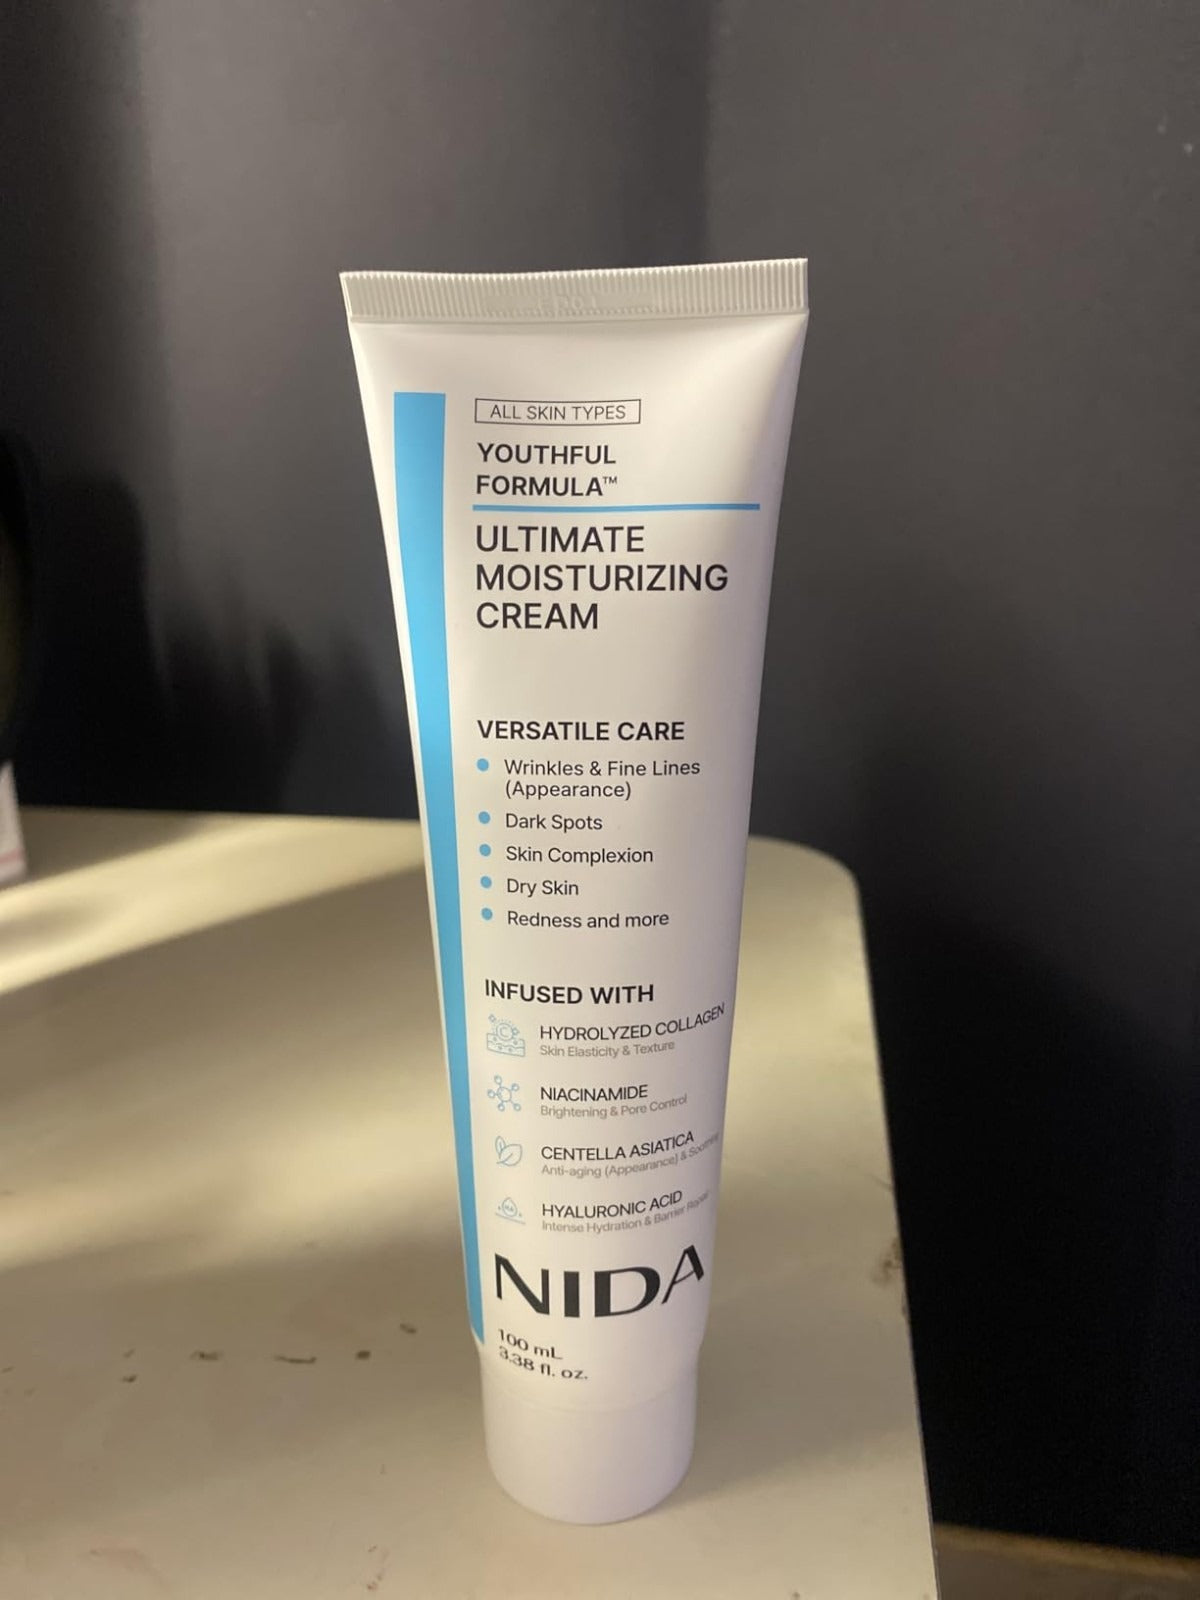 ALL SKIN TYPES
YOUTHFUL
FORMULA™
ULTIMATE
MOISTURIZING
CREAM
VERSATILE CARE
Wrinkles & Fine Lines
(Appearance)
Dark Spots
Skin Complexion
Dry Skin
Redness and more
INFUSED WITH
HYDROLYZED COLLAGEN
Skin Elasticity & Texture
NIACINAMIDE
Brightening & Pore Control
CENTELLA ASIATICA
Anti-aging (Appearance) &
HYALURONIC ACID
Intense Hydration & Barrier Repair
NIDA
100 mL
3.38 fl. oz.